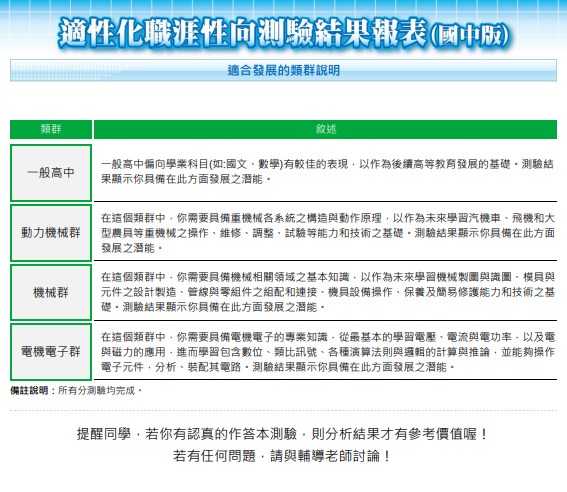 適性化職涯性向測驗結果報表(國中版)
適合發展的類群說明
類群 敘述
一般高中
一般高中偏向學業科目(如:國文、數學)有較佳的表現，以作為後續高等教育發展的基礎。測驗結
果顯示你具備在此方面發展之潛能。
動力機械群
在這個類群中，你需要具備重機械各系統之構造與動作原理，以作為未來學習汽機車、飛機和大
型農具等重機械之操作、維修、調整、試驗等能力和技術之基礎。測驗結果顯示你具備在此方面
發展之潛能。
機械群
在這個類群中，你需要具備機械相關領域之基本知識，以作為未來學習機械製圖與識圖、模具與
元件之設計製造、管線與零組件之組配和連接、機具設備操作、保養及簡易修護能力和技術之基
礎。測驗結果顯示你具備在此方面發展之潛能。
電機電子群
在這個類群中，你需要具備電機電子的專業知識，從最基本的學習電壓、電流與電功率，以及電
與磁力的應用，進而學習包含數位、類比訊號、各種演算法則與邏輯的計算與推論，並能夠操作
電子元件，分析、裝配其電路。測驗結果顯示你具備在此方面發展之潛能。
備註說明：所有分測驗均完成。
提醒同學，若你有認真的作答本測驗，則分析結果才有參考價值喔！
若有任何問題，請與輔導老師討論！